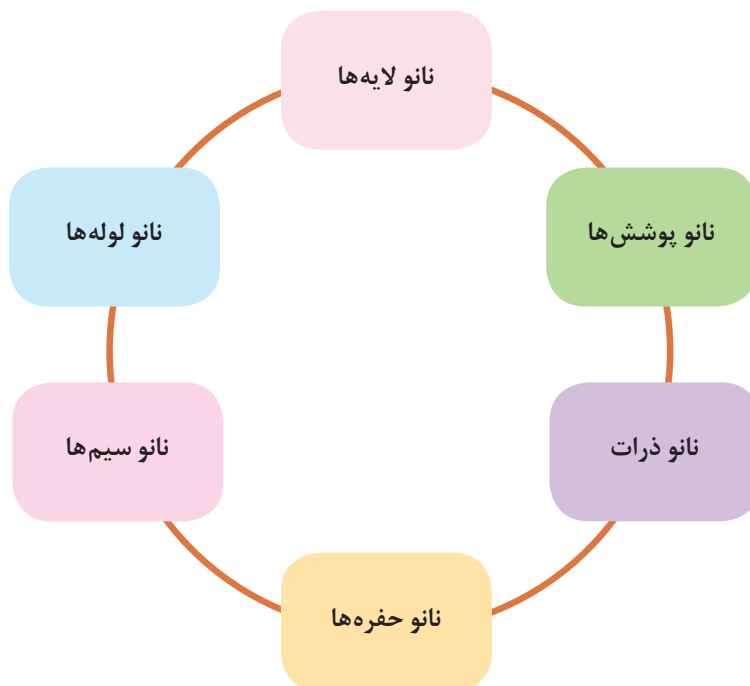 نانو لایه‌ها
نانو پوشش‌ها
نانو لوله‌ها
نانو ذرات
نانو سیم‌ها
نانو حفره‌ها